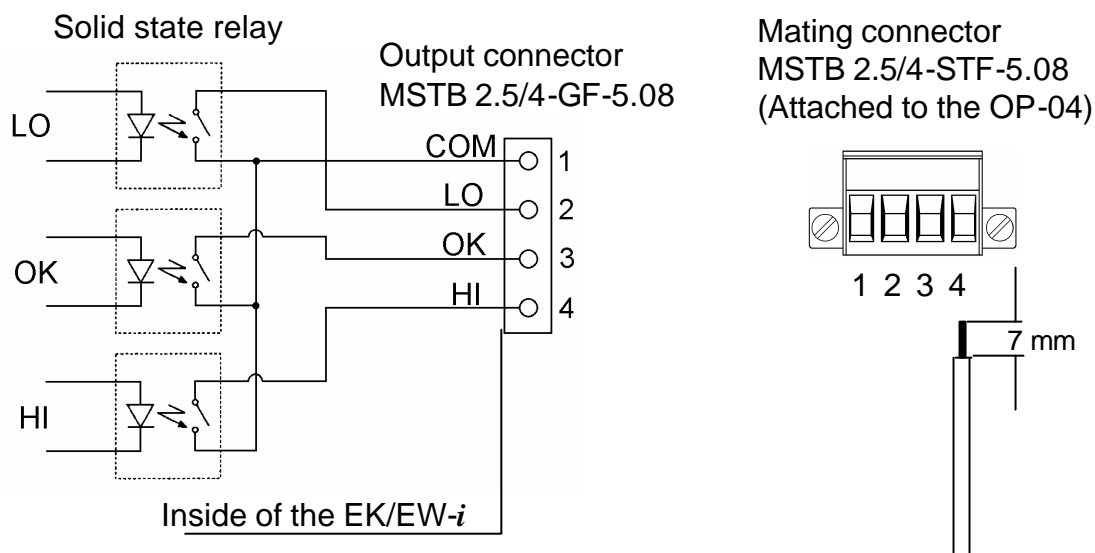 Solid state relay
Output connector
MSTB 2.5/4-GF-5.08
Mating connector
MSTB 2.5/4-STF-5.08
(Attached to the OP-04)
LO
COM 1
LO 2
OK
OK 3
HI 4
HI
1 2 3 4
7 mm
Inside of the EK/EW-i